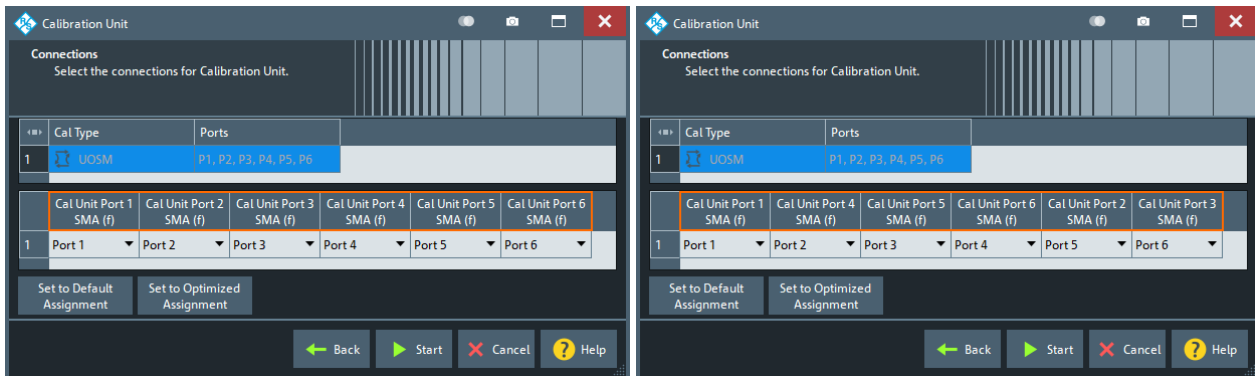 Calibration Unit
Connections
Select the connections for Calibration Unit.
Cal Type Ports
1 UOSM P1, P2, P3, P4, P5, P6
Cal Unit Port 1 Cal Unit Port 2 Cal Unit Port 3 Cal Unit Port 4 Cal Unit Port 5 Cal Unit Port 6
SMA (f) SMA (f) SMA (f) SMA (f) SMA (f) SMA (f)
1 Port 1 Port 2 Port 3 Port 4 Port 5 Port 6
Set to Default Set to Optimized
Assignment Assignment
Back Start Cancel ? Help
Calibration Unit
Connections
Select the connections for Calibration Unit.
Cal Type Ports
1 UOSM P1, P2, P3, P4, P5, P6
Cal Unit Port 1 Cal Unit Port 4 Cal Unit Port 5 Cal Unit Port 6 Cal Unit Port 2 Cal Unit Port 3
SMA (f) SMA (f) SMA (f) SMA (f) SMA (f) SMA (f)
1 Port 1 Port 2 Port 3 Port 4 Port 5 Port 6
Set to Default Set to Optimized
Assignment Assignment
Back Start Cancel ? Help